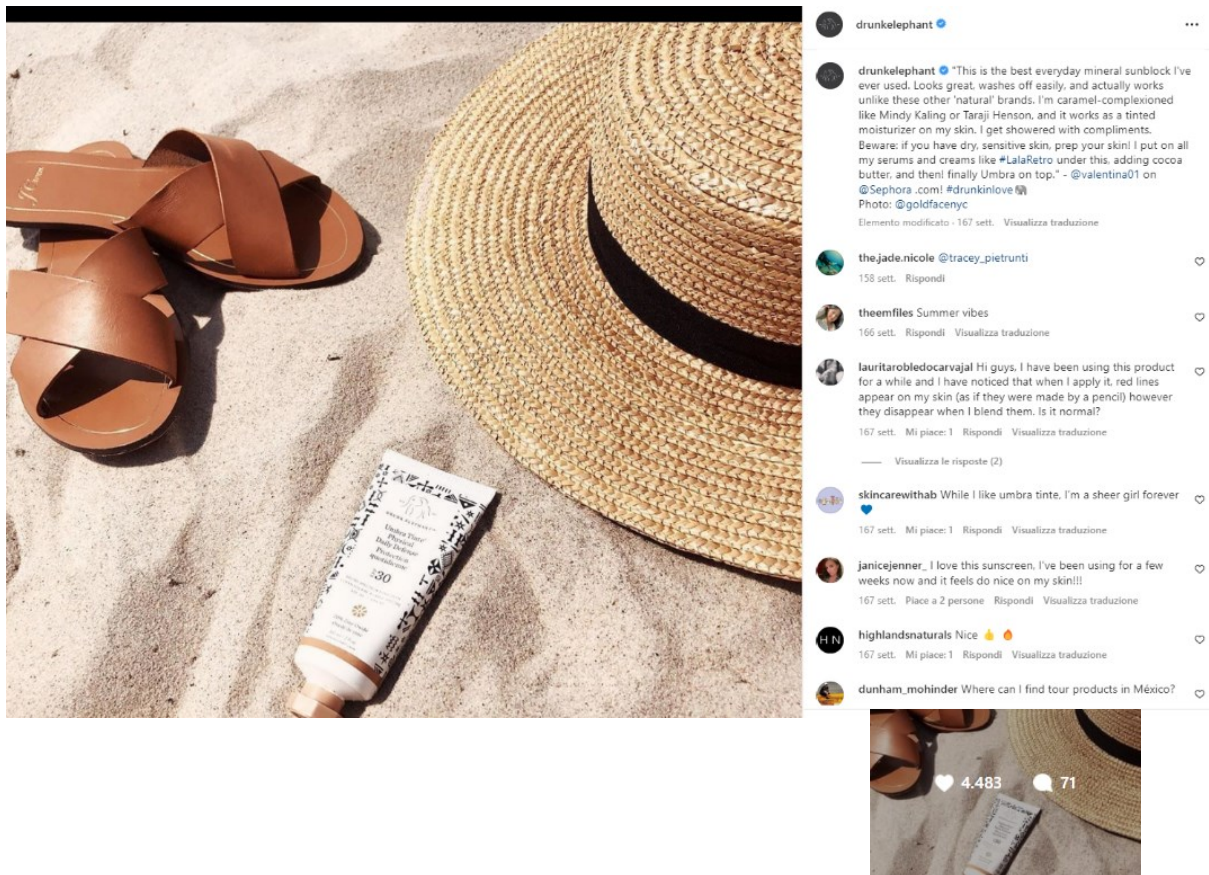 drunkelephant
drunkelephant "This is the best everyday mineral sunblock I've
ever used. Looks great, washes off easily, and actually works
unlike these other 'natural' brands. I'm caramel-complexioned
like Mindy Kaling or Taraji Henson, and it works as a tinted
moisturizer on my skin. I get showered with compliments.
Beware: if you have dry, sensitive skin, prep your skin! I put on all
my serums and creams like #LalaRetro under this, adding cocoa
butter, and then! finally Umbra on top." - @valentina01 on
@Sephora .com! #drunkinlove
Photo: @goldfacenyc
Elemento modificato · 167 sett. Visualizza traduzione
the.jade.nicole @tracey_pietrunti
158 sett. Rispondi
theemfiles Summer vibes
166 sett. Rispondi Visualizza traduzione
lauritarobledocarvajal Hi guys, I have been using this product
for a while and I have noticed that when I apply it, red lines
appear on my skin (as if they were made by a pencil) however
they disappear when I blend them. Is it normal?
167 sett. Mi piace: 1 Rispondi Visualizza traduzione
Visualizza le risposte (2)
skincarewithab While I like umbra tinte, I'm a sheer girl forever
💙
167 sett. Mi piace: 1 Rispondi Visualizza traduzione
janicejenner_ I love this sunscreen, I've been using for a few
weeks now and it feels do nice on my skin!!!
167 sett. Piace a 2 persone Rispondi Visualizza traduzione
HN
highlandsnaturals Nice 👍 🔥
167 sett. Mi piace: 1 Rispondi Visualizza traduzione
dunham_mohinder Where can I find tour products in México?
DRUNK ELEPHANT
Umbra Tinte
Physical
Daily Defense
Protection
quotidienne
30
4.483 71